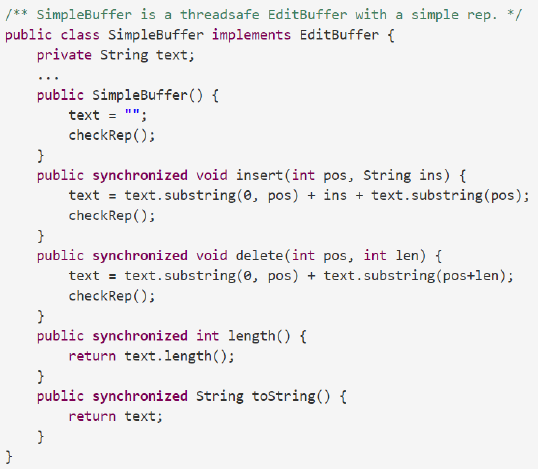 /** SimpleBuffer is a threadsafe EditBuffer with a simple rep. */
public class SimpleBuffer implements EditBuffer {
    private String text;
    ...
    public SimpleBuffer() {
        text = "";
        checkRep();
    }
    public synchronized void insert(int pos, String ins) {
        text = text.substring(0, pos) + ins + text.substring(pos);
        checkRep();
    }
    public synchronized void delete(int pos, int len) {
        text = text.substring(0, pos) + text.substring(pos+len);
        checkRep();
    }
    public synchronized int length() {
        return text.length();
    }
    public synchronized String toString() {
        return text;
    }
}